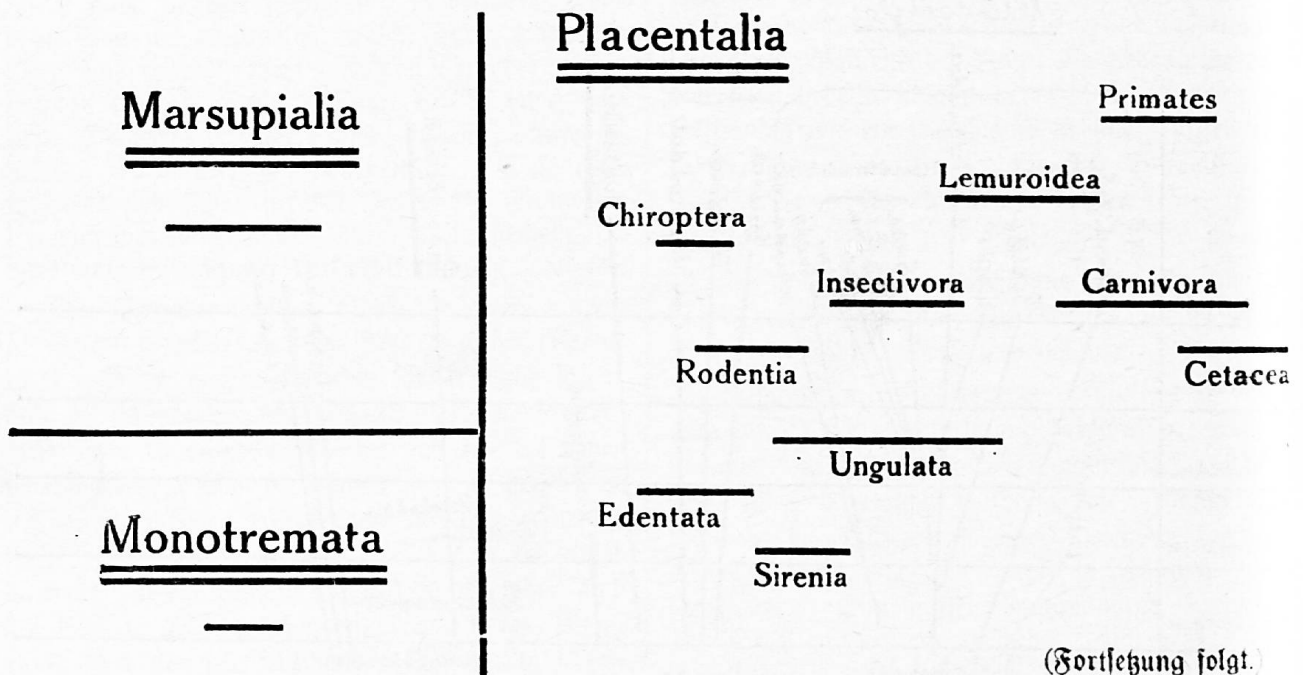 Placentalia
Marsupialia
Primates
Lemuroidea
Chiroptera
Insectivora
Carnivora
Rodentia
Cetacea
Ungulata
Edentata
Monotremata
Sirenia
(Fortsetzung folgt.)